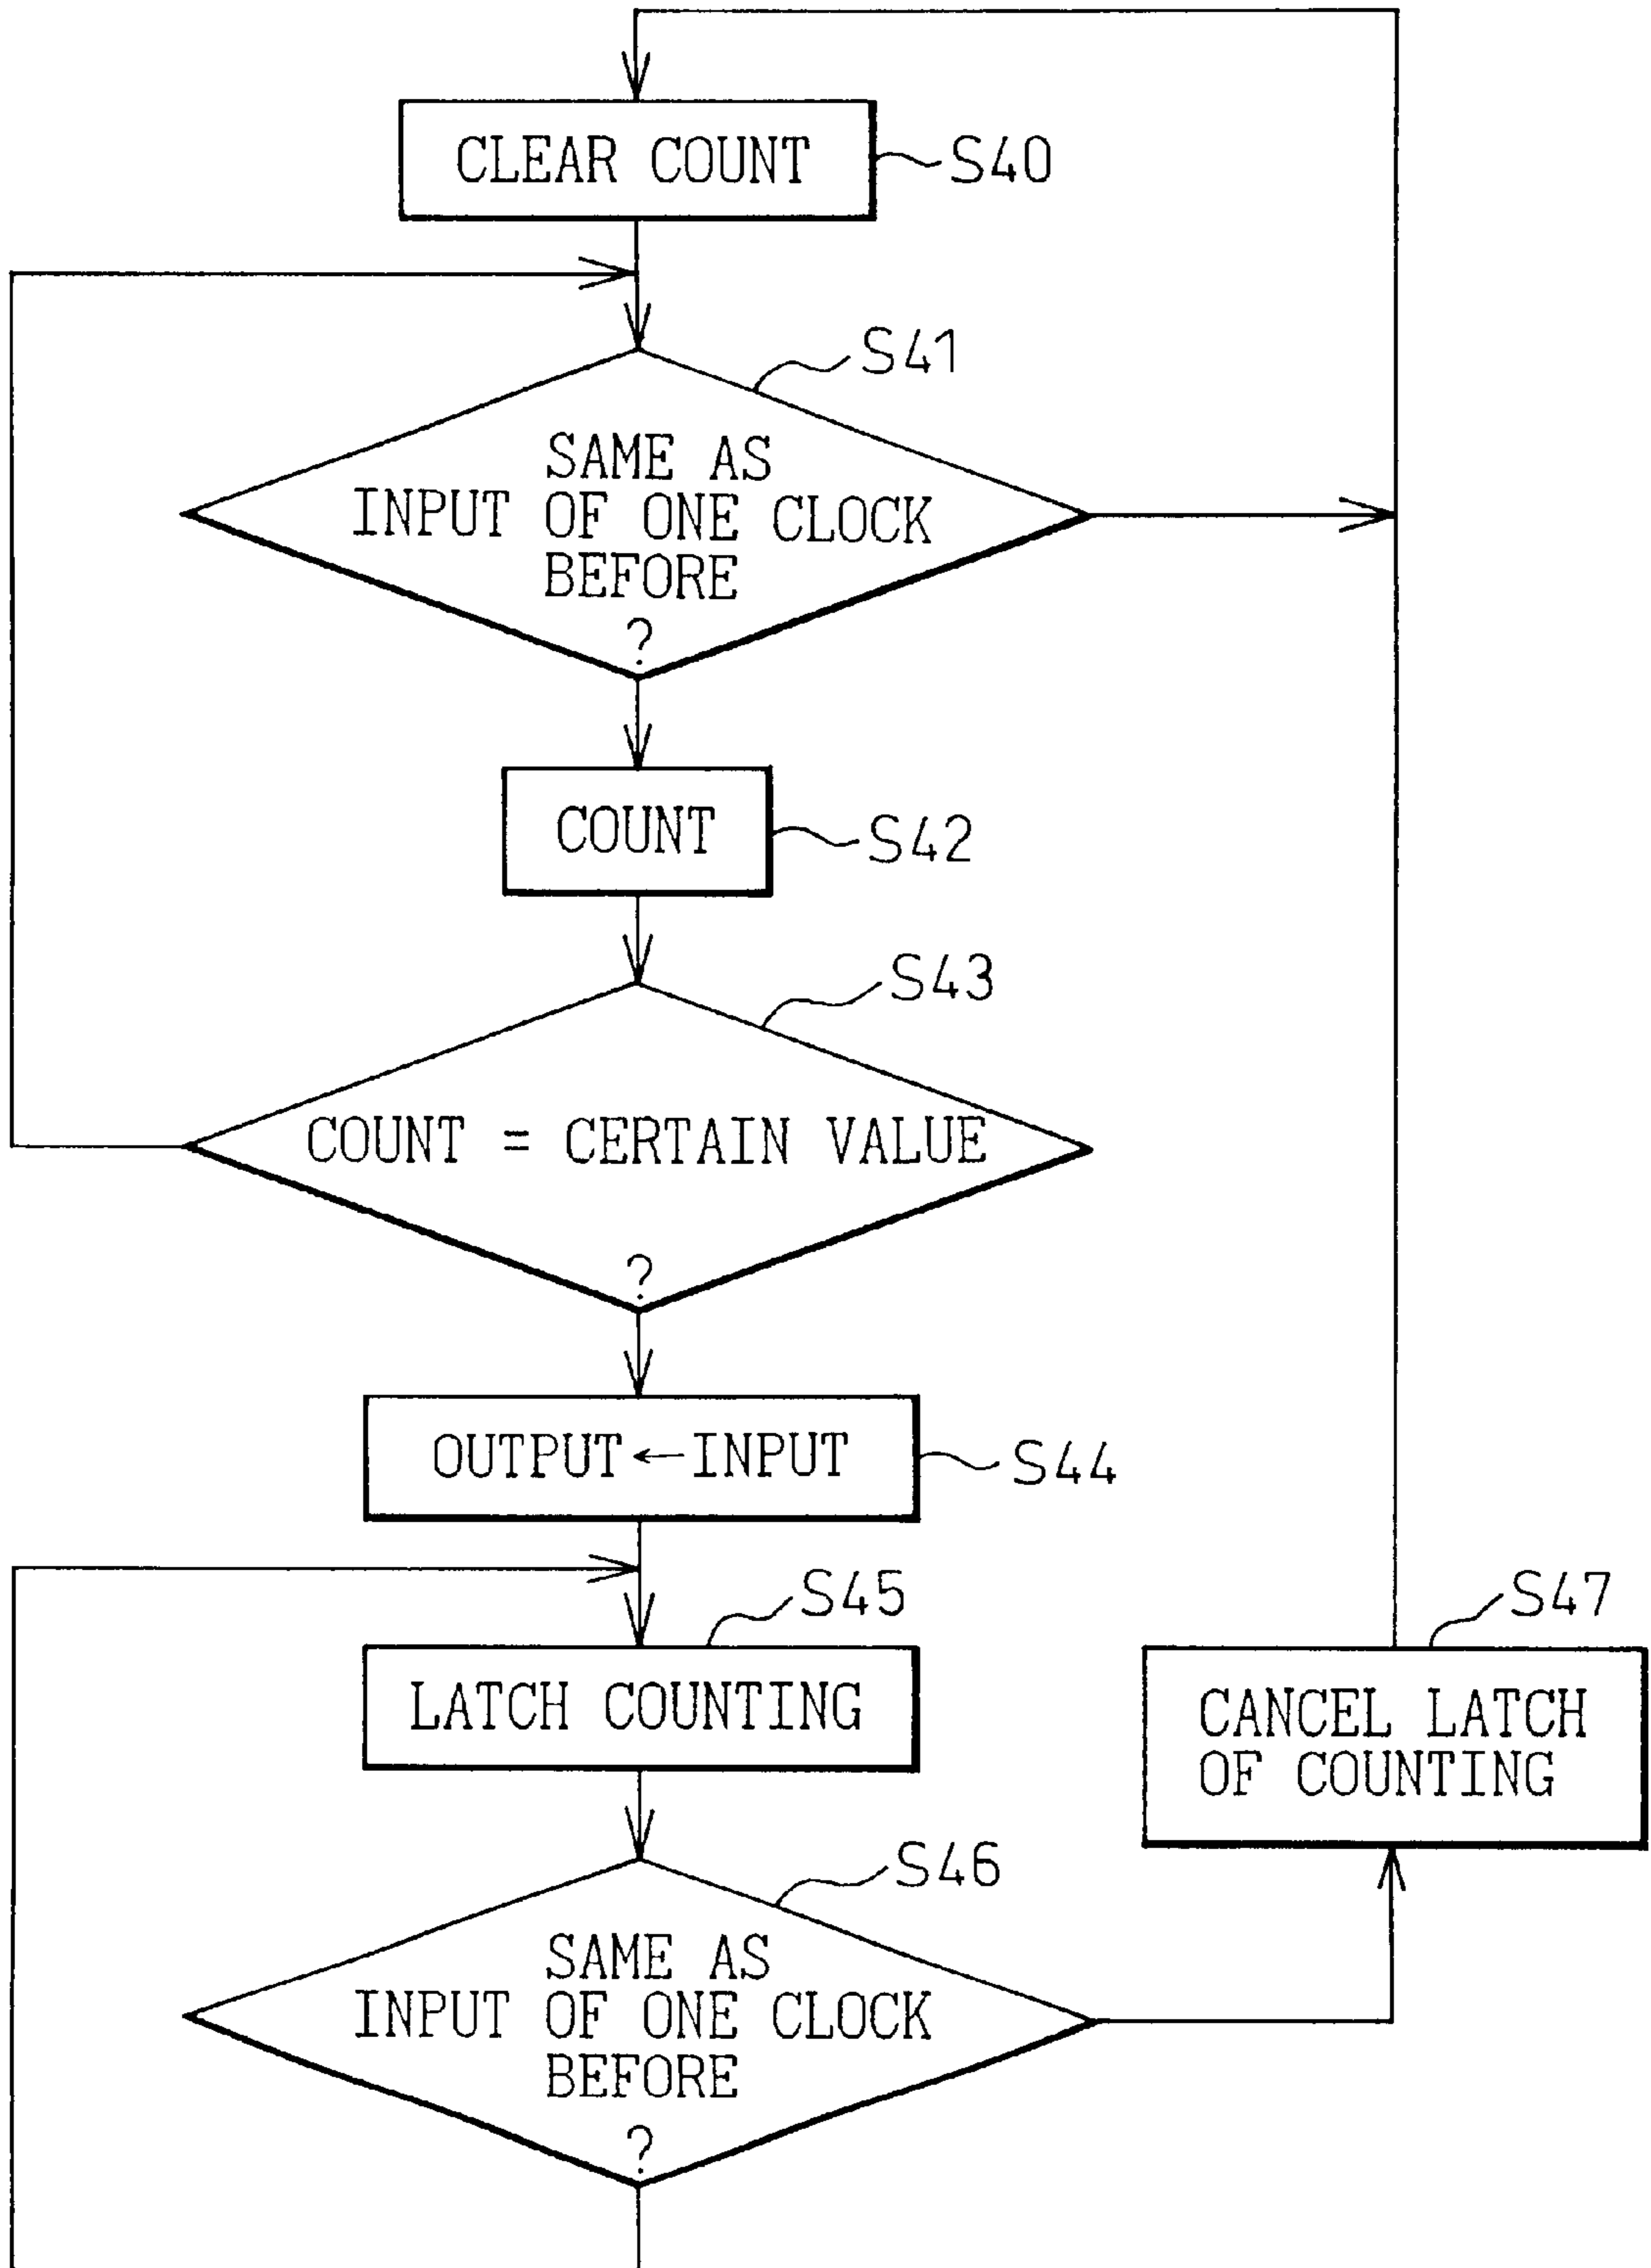 CLEAR COUNT
S40
S41
SAME AS
INPUT OF ONE CLOCK
BEFORE
?
COUNT
S42
S43
COUNT = CERTAIN VALUE
?
OUTPUT ← INPUT
S44
S45
LATCH COUNTING
S47
CANCEL LATCH
OF COUNTING
S46
SAME AS
INPUT OF ONE CLOCK
BEFORE
?